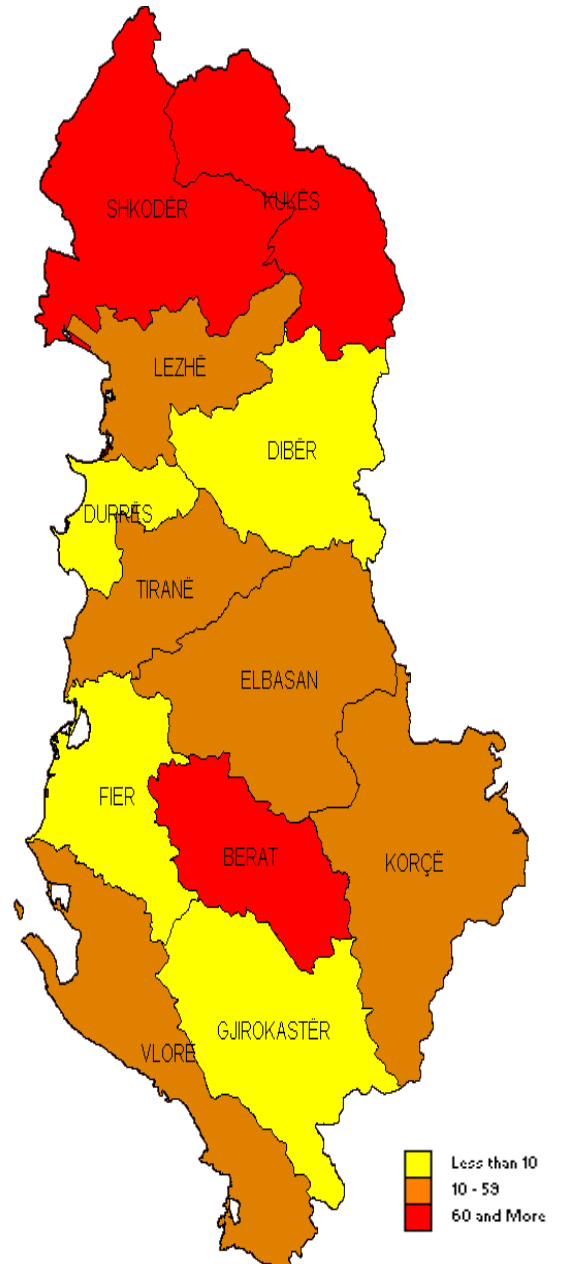 SHKODËR
KUKËS
LEZHË
DIBËR
DURRËS
TIRANË
ELBASAN
FIER
BERAT
KORÇË
GJIROKASTËR
VLORË
Less than 10
10 - 59
60 and More